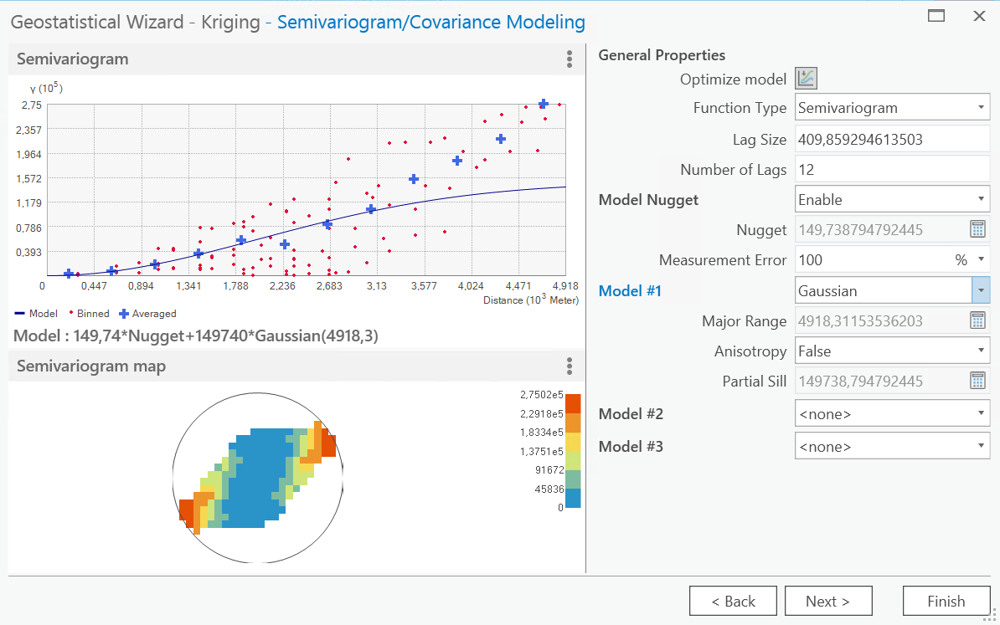 Geostatistical Wizard - Kriging - Semivariogram/Covariance Modeling
Semivariogram
γ (10⁵)
2,75
2,357
1,964
1,572
1,179
0,786
0,393
0 0,447 0,894 1,341 1,788 2,236 2,683 3,13 3,577 4,024 4,471 4,918
Distance (10³ Meter)
Model Binned Averaged
Model : 149,74*Nugget+149740*Gaussian(4918,3)
Semivariogram map
2,7502e5
2,2918e5
1,8334e5
1,3751e5
91672
45836
0
General Properties
Optimize model
Function Type Semivariogram
Lag Size 409,859294613503
Number of Lags 12
Model Nugget Enable
Nugget 149,738794792445
Measurement Error 100 %
Model #1 Gaussian
Major Range 4918,31153536203
Anisotropy False
Partial Sill 149738,794792445
Model #2 <none>
Model #3 <none>
< Back Next > Finish